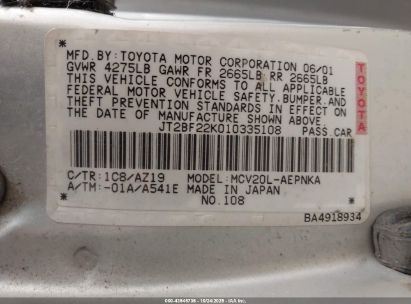 MFD. BY: TOYOTA MOTOR CORPORATION 06/01
GVWR 4275LB GAWR FR 2665LB RR 2665LB
THIS VEHICLE CONFORMS TO ALL APPLICABLE
FEDERAL MOTOR VEHICLE SAFETY, BUMPER, AND
THEFT PREVENTION STANDARDS IN EFFECT ON
THE DATE OF MANUFACTURE SHOWN ABOVE.
JT2BF22K010335108 PASS CAR
TOYOTA
C/TR: 1C8/AZ19 MODEL: MCV20L-AEPNKA
A/TM: -01A/A541E MADE IN JAPAN
NO. 108
BA4918934